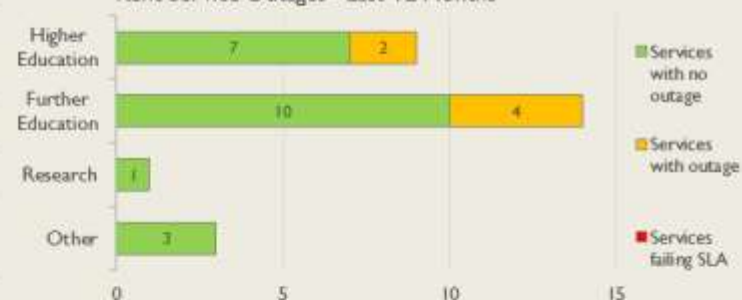 Higher
Education
7
2
Services
with no
outage
Further
Education
10
4
Services
with outage
Research
1
Other
3
Services
failing SLA
0
5
10
15